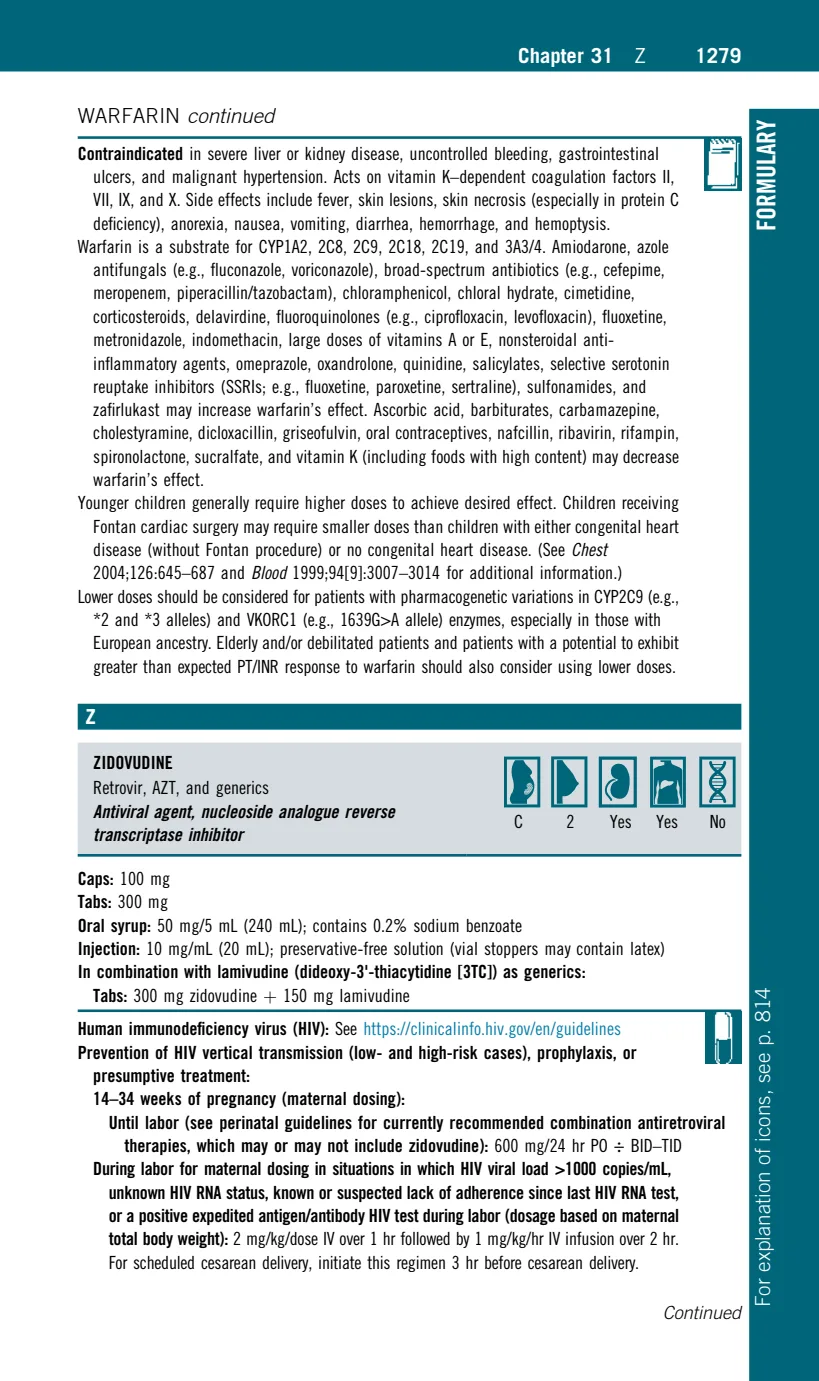 Chapter 31 Z 1279
WARFARIN continued
Contraindicated in severe liver or kidney disease, uncontrolled bleeding, gastrointestinal
ulcers, and malignant hypertension. Acts on vitamin K–dependent coagulation factors II,
VII, IX, and X. Side effects include fever, skin lesions, skin necrosis (especially in protein C
deficiency), anorexia, nausea, vomiting, diarrhea, hemorrhage, and hemoptysis.
Warfarin is a substrate for CYP1A2, 2C8, 2C9, 2C18, 2C19, and 3A3/4. Amiodarone, azole
antifungals (e.g., fluconazole, voriconazole), broad-spectrum antibiotics (e.g., cefepime,
meropenem, piperacillin/tazobactam), chloramphenicol, chloral hydrate, cimetidine,
corticosteroids, delavirdine, fluoroquinolones (e.g., ciprofloxacin, levofloxacin), fluoxetine,
metronidazole, indomethacin, large doses of vitamins A or E, nonsteroidal anti-
inflammatory agents, omeprazole, oxandrolone, quinidine, salicylates, selective serotonin
reuptake inhibitors (SSRIs; e.g., fluoxetine, paroxetine, sertraline), sulfonamides, and
zafirlukast may increase warfarin's effect. Ascorbic acid, barbiturates, carbamazepine,
cholestyramine, dicloxacillin, griseofulvin, oral contraceptives, nafcillin, ribavirin, rifampin,
spironolactone, sucralfate, and vitamin K (including foods with high content) may decrease
warfarin's effect.
Younger children generally require higher doses to achieve desired effect. Children receiving
Fontan cardiac surgery may require smaller doses than children with either congenital heart
disease (without Fontan procedure) or no congenital heart disease. (See Chest
2004;126:645–687 and Blood 1999;94[9]:3007–3014 for additional information.)
Lower doses should be considered for patients with pharmacogenetic variations in CYP2C9 (e.g.,
*2 and *3 alleles) and VKORC1 (e.g., 1639G>A allele) enzymes, especially in those with
European ancestry. Elderly and/or debilitated patients and patients with a potential to exhibit
greater than expected PT/INR response to warfarin should also consider using lower doses.
Z
ZIDOVUDINE
Retrovir, AZT, and generics
Antiviral agent, nucleoside analogue reverse
transcriptase inhibitor
C 2 Yes Yes No
Caps: 100 mg
Tabs: 300 mg
Oral syrup: 50 mg/5 mL (240 mL); contains 0.2% sodium benzoate
Injection: 10 mg/mL (20 mL); preservative-free solution (vial stoppers may contain latex)
In combination with lamivudine (dideoxy-3'-thiacytidine [3TC]) as generics:
Tabs: 300 mg zidovudine + 150 mg lamivudine
Human immunodeficiency virus (HIV): See https://clinicalinfo.hiv.gov/en/guidelines
Prevention of HIV vertical transmission (low- and high-risk cases), prophylaxis, or
presumptive treatment:
14–34 weeks of pregnancy (maternal dosing):
Until labor (see perinatal guidelines for currently recommended combination antiretroviral
therapies, which may or may not include zidovudine): 600 mg/24 hr PO ÷ BID–TID
During labor for maternal dosing in situations in which HIV viral load >1000 copies/mL,
unknown HIV RNA status, known or suspected lack of adherence since last HIV RNA test,
or a positive expedited antigen/antibody HIV test during labor (dosage based on maternal
total body weight): 2 mg/kg/dose IV over 1 hr followed by 1 mg/kg/hr IV infusion over 2 hr.
For scheduled cesarean delivery, initiate this regimen 3 hr before cesarean delivery.
Continued
FORMULARY
For explanation of icons, see p. 814